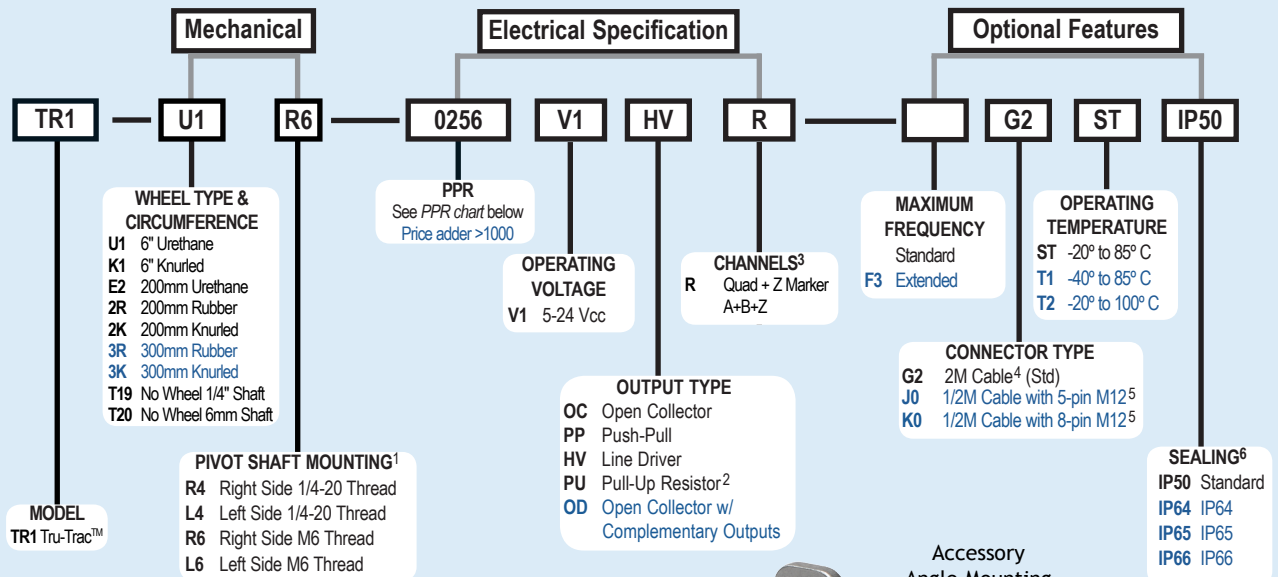 Mechanical
Electrical Specification
Optional Features
TR1
U1
R6
0256
V1
HV
R
G2
ST
IP50
WHEEL TYPE &
CIRCUMFERENCE
U1 6" Urethane
K1 6" Knurled
E2 200mm Urethane
2R 200mm Rubber
2K 200mm Knurled
3R 300mm Rubber
3K 300mm Knurled
T19 No Wheel 1/4" Shaft
T20 No Wheel 6mm Shaft
PPR
See PPR chart below
Price adder >1000
OPERATING
VOLTAGE
V1 5-24 Vcc
CHANNELS3
R Quad + Z Marker
A+B+Z
MAXIMUM
FREQUENCY
Standard
F3 Extended
OPERATING
TEMPERATURE
ST -20º to 85º C
T1 -40º to 85º C
T2 -20º to 100º C
CONNECTOR TYPE
G2 2M Cable4 (Std)
J0 1/2M Cable with 5-pin M12 5
K0 1/2M Cable with 8-pin M12 5
OUTPUT TYPE
OC Open Collector
PP Push-Pull
HV Line Driver
PU Pull-Up Resistor2
OD Open Collector w/
Complementary Outputs
PIVOT SHAFT MOUNTING1
R4 Right Side 1/4-20 Thread
L4 Left Side 1/4-20 Thread
R6 Right Side M6 Thread
L6 Left Side M6 Thread
MODEL
TR1 Tru-Trac™
SEALING6
IP50 Standard
IP64 IP64
IP65 IP65
IP66 IP66
Accessory
Angle Mounting